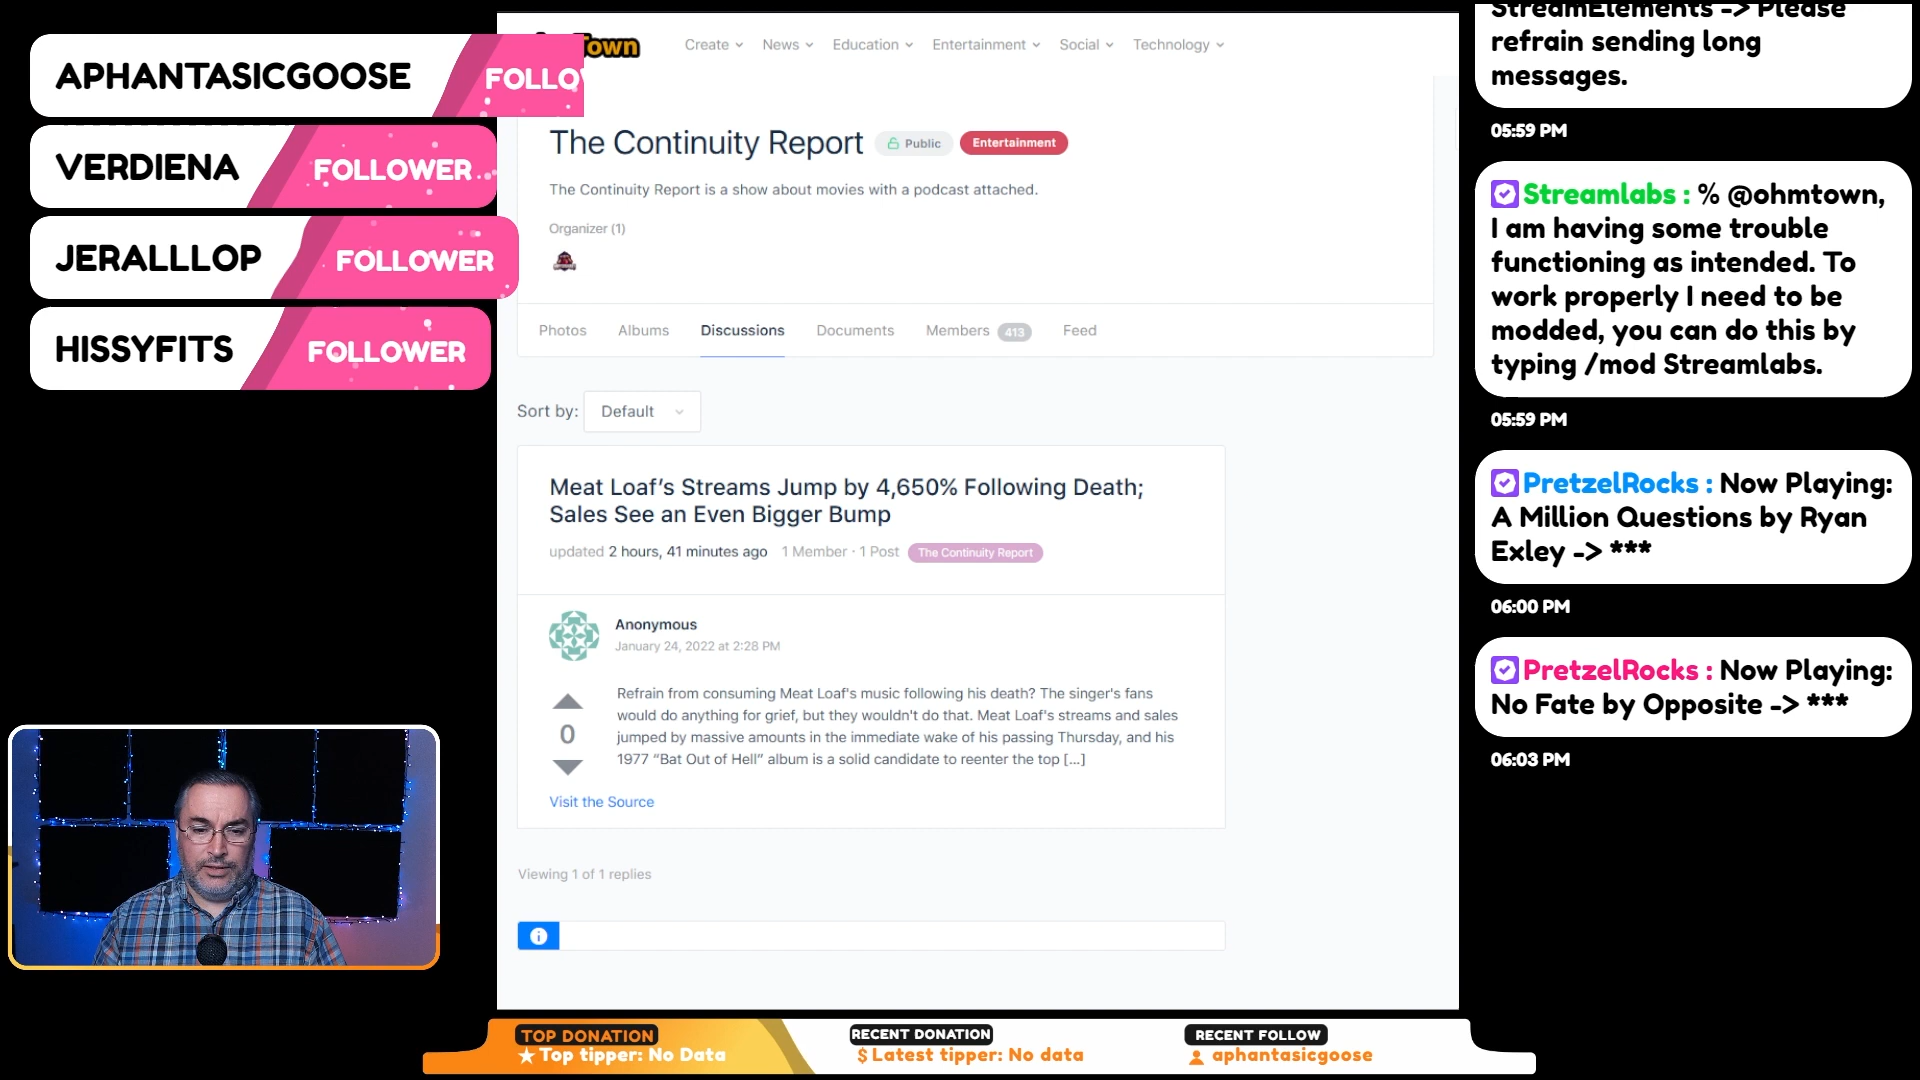 APHANTASICGOOSE
FOLLO
VERDIENA
FOLLOWER
JERALLLOP
FOLLOWER
HISSYFITS
FOLLOWER
Town
Create
News
Education
Entertainment
Social
Technology
The Continuity Report
Public
Entertainment
The Continuity Report is a show about movies with a podcast attached.
Organizer (1)
Photos
Albums
Discussions
Documents
Members 413
Feed
Sort by: Default
Meat Loaf's Streams Jump by 4,650% Following Death;
Sales See an Even Bigger Bump
updated 2 hours, 41 minutes ago 1 Member · 1 Post The Continuity Report
Anonymous
January 24, 2022 at 2:28 PM
0
Refrain from consuming Meat Loaf's music following his death? The singer's fans
would do anything for grief, but they wouldn't do that. Meat Loaf's streams and sales
jumped by massive amounts in the immediate wake of his passing Thursday, and his
1977 “Bat Out of Hell” album is a solid candidate to reenter the top [...]
Visit the Source
Viewing 1 of 1 replies
StreamElements -> Please
refrain sending long
messages.
05:59 PM
Streamlabs : % @ohmtown,
I am having some trouble
functioning as intended. To
work properly I need to be
modded, you can do this by
typing /mod Streamlabs.
05:59 PM
PretzelRocks : Now Playing:
A Million Questions by Ryan
Exley -> ***
06:00 PM
PretzelRocks : Now Playing:
No Fate by Opposite -> ***
06:03 PM
TOP DONATION
Top tipper: No Data
RECENT DONATION
$ Latest tipper: No data
RECENT FOLLOW
aphantasicgoose